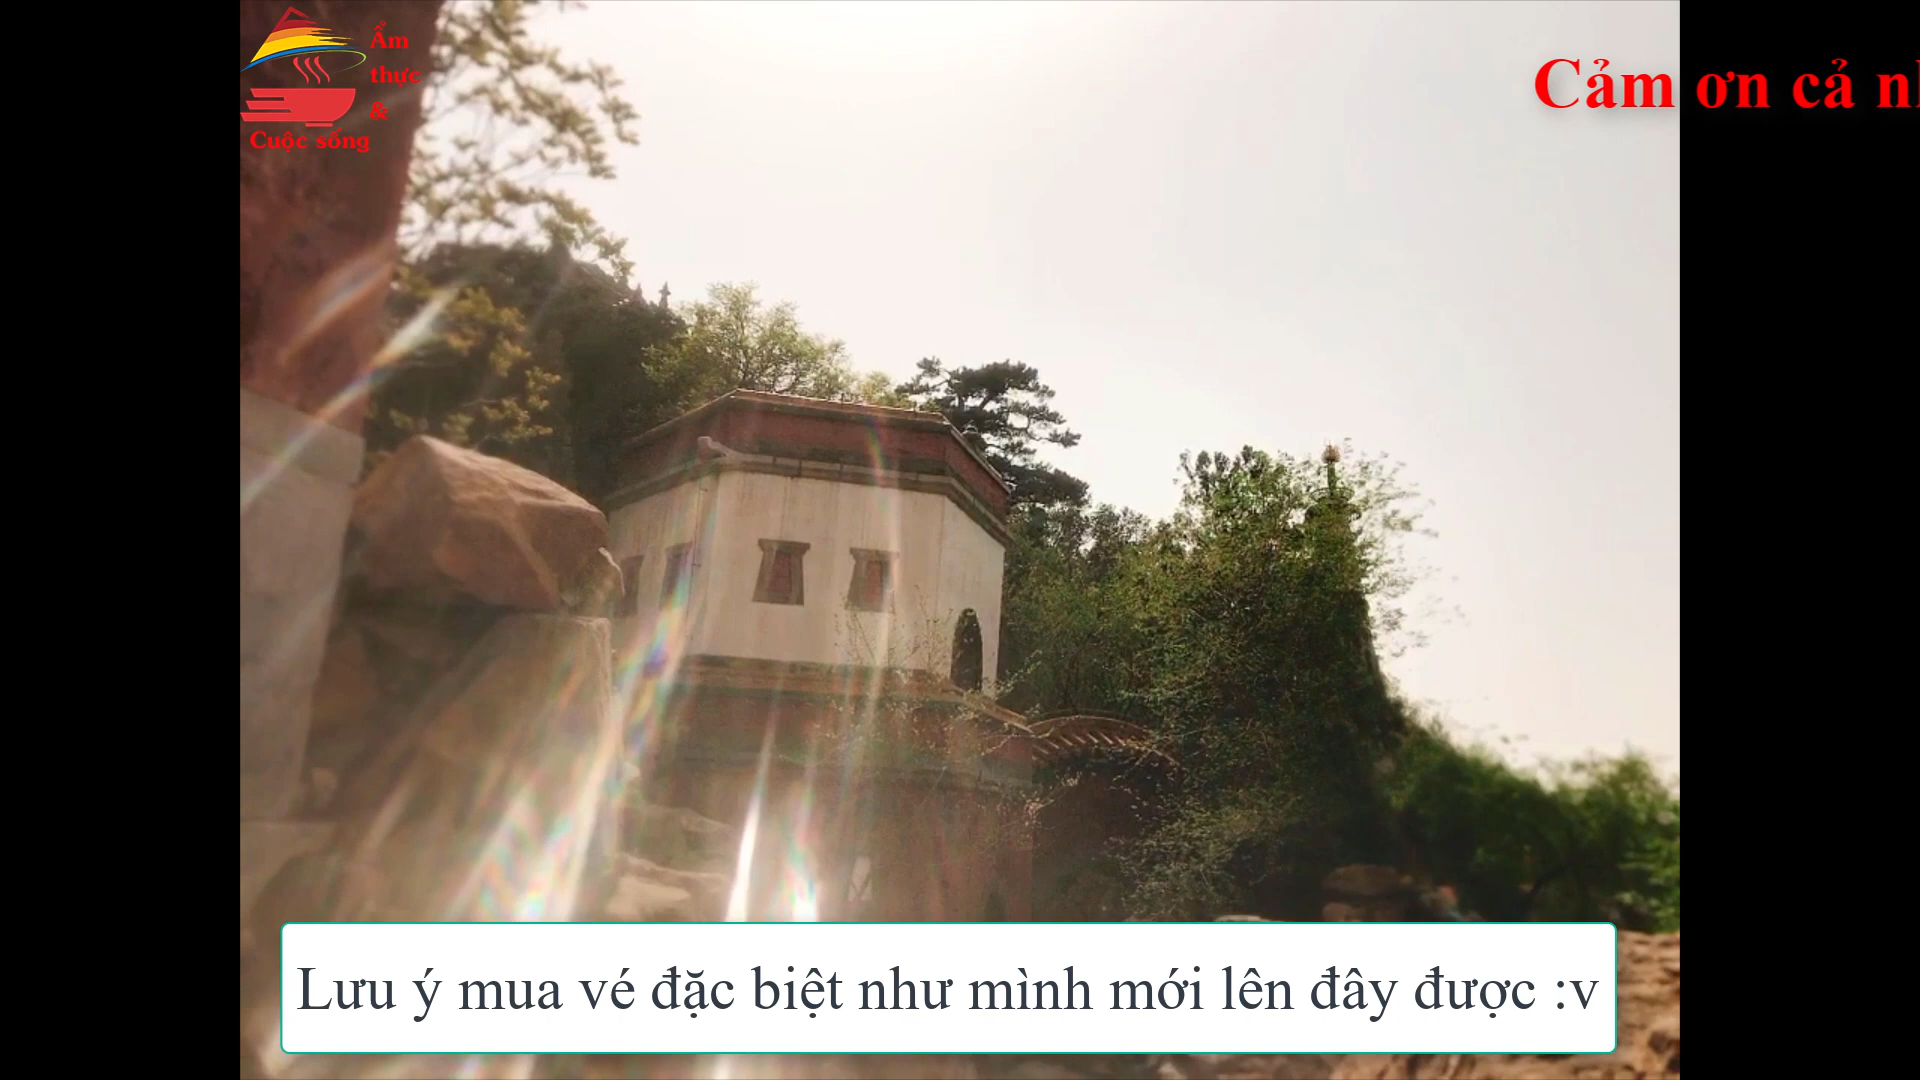 Ẩm
thực
&
Cuộc sống
Cảm ơn cả
Lưu ý mua vé đặc biệt như mình mới lên đây được :v